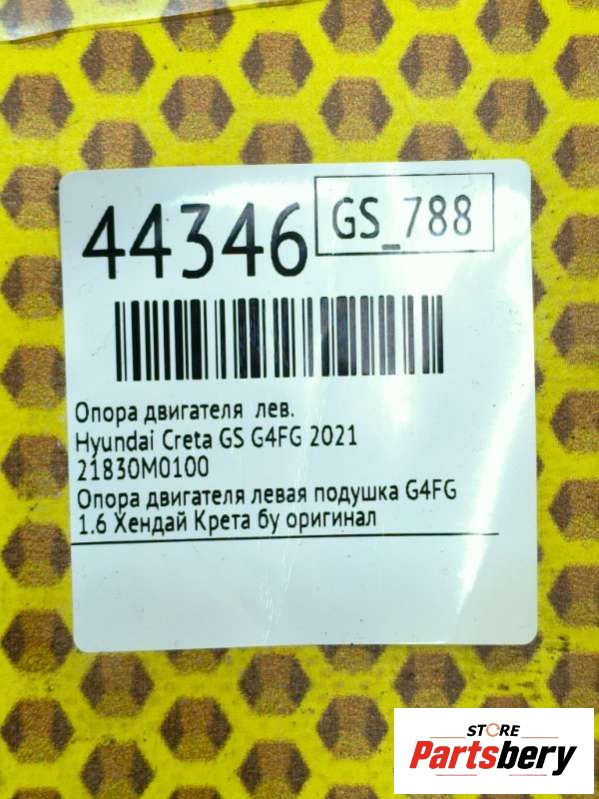 44346 GS_788
Опора двигателя лев.
Hyundai Creta GS G4FG 2021
21830M0100
Опора двигателя левая подушка G4FG
1.6 Хендай Крета бу оригинал
STORE
Partsbery